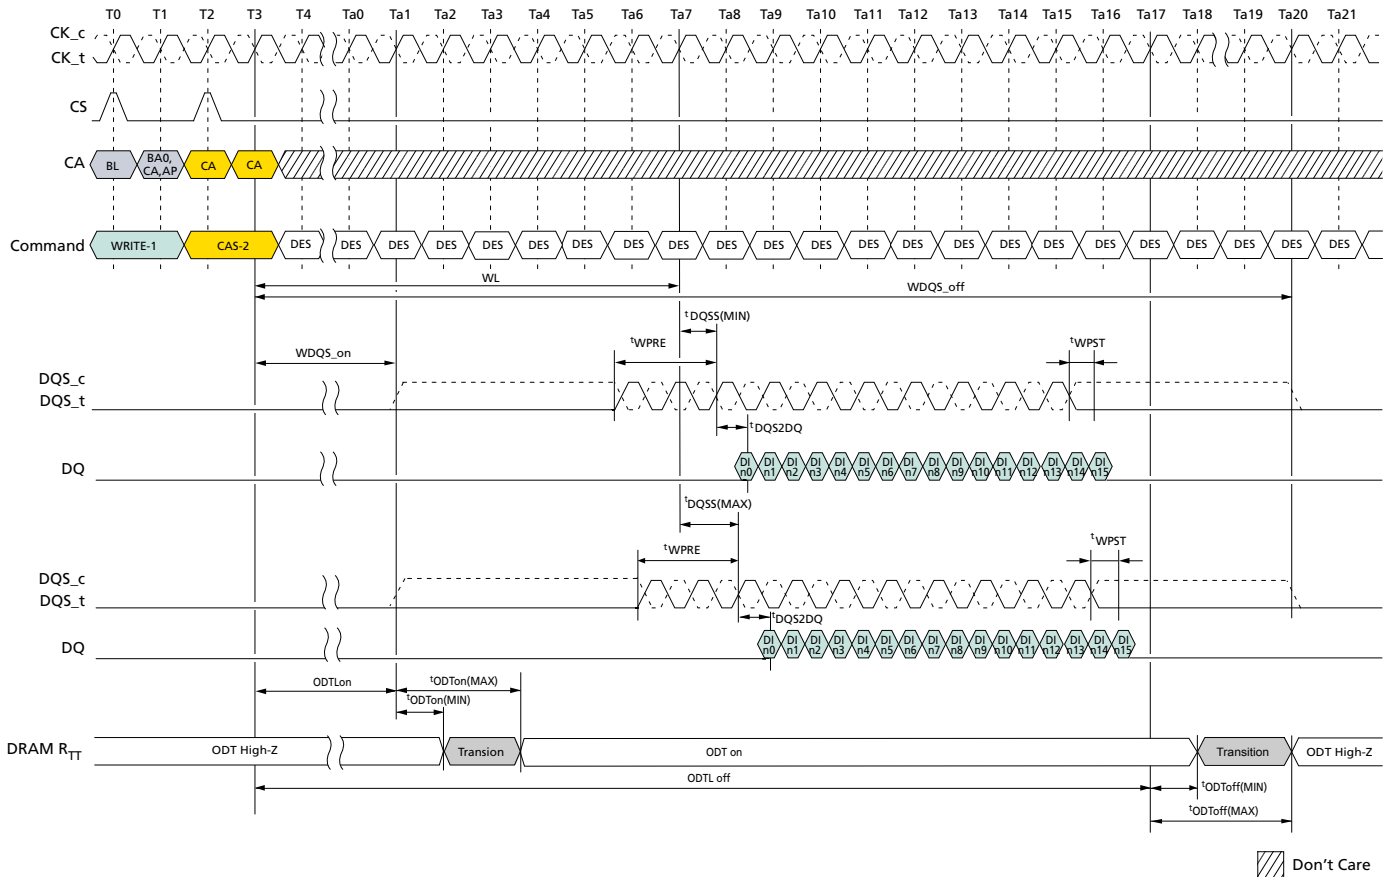 T0 T1 T2 T3 T4 Ta0 Ta1 Ta2 Ta3 Ta4 Ta5 Ta6 Ta7 Ta8 Ta9 Ta10 Ta11 Ta12 Ta13 Ta14 Ta15 Ta16 Ta17 Ta18 Ta19 Ta20 Ta21
CK_c
CK_t
CS
CA BL BA0, CA, AP CA CA
Command WRITE-1 CAS-2 DES DES DES DES DES DES DES DES DES DES DES DES DES DES DES DES DES DES DES DES DES DES DES
WL
WDQS_off
tDQSS(MIN)
WDQS_on tWPRE tWPST
DQS_c
DQS_t
tDQS2DQ
DQ DI n0 DI n1 DI n2 DI n3 DI n4 DI n5 DI n6 DI n7 DI n8 DI n9 DI n10 DI n11 DI n12 DI n13 DI n14 DI n15
tDQSS(MAX)
tWPRE tWPST
DQS_c
DQS_t
tDQS2DQ
DQ DI n0 DI n1 DI n2 DI n3 DI n4 DI n5 DI n6 DI n7 DI n8 DI n9 DI n10 DI n11 DI n12 DI n13 DI n14 DI n15
ODTLon tODTon(MAX)
tODTon(MIN)
DRAM RTT ODT High-Z Transion ODT on Transition ODT High-Z
ODTL off tODToff(MIN)
tODToff(MAX)
Don't Care